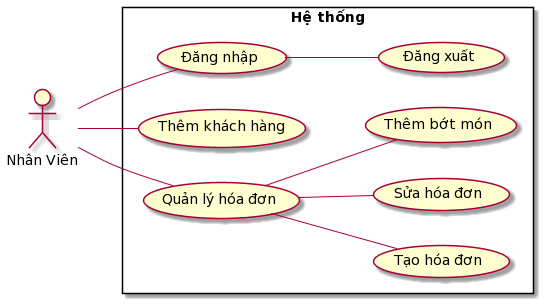 Hệ thống
Đăng nhập
Đăng xuất
Thêm khách hàng
Thêm bớt món
Nhân Viên
Quản lý hóa đơn
Sửa hóa đơn
Tạo hóa đơn